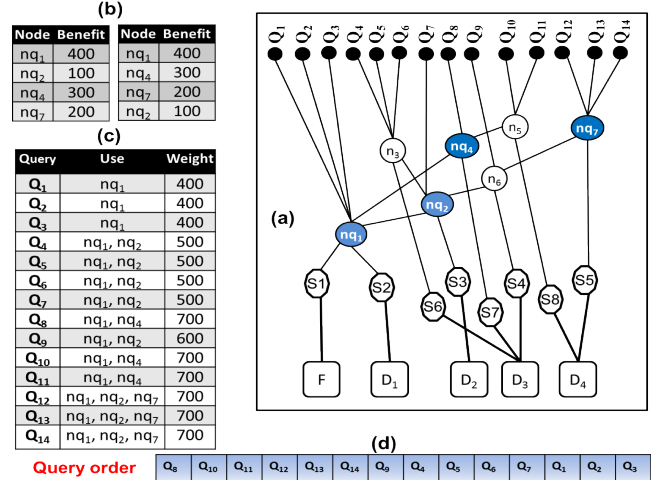 (b)
Node Benefit Node Benefit
nq₁ 400 nq₁ 400
nq₂ 100 nq₄ 300
nq₄ 300 nq₇ 200
nq₇ 200 nq₂ 100
(c)
Query Use Weight
Q₁ nq₁ 400
Q₂ nq₁ 400
Q₃ nq₁ 400
Q₄ nq₁, nq₂ 500
Q₅ nq₁, nq₂ 500
Q₆ nq₁, nq₂ 500
Q₇ nq₁, nq₂ 500
Q₈ nq₁, nq₄ 700
Q₉ nq₁, nq₂ 600
Q₁₀ nq₁, nq₄ 700
Q₁₁ nq₁, nq₄ 700
Q₁₂ nq₁, nq₂, nq₇ 700
Q₁₃ nq₁, nq₂, nq₇ 700
Q₁₄ nq₁, nq₂, nq₇ 700
Q₁ Q₂ Q₃ Q₄ Q₅ Q₆ Q₇ Q₈ Q₉ Q₁₀ Q₁₁ Q₁₂ Q₁₃ Q₁₄
n₃ nq₄ n₅ nq₇
n₆
nq₂
(a)
nq₁
S1 S2 S6 S3 S7 S4 S8 S5
F D₁ D₂ D₃ D₄
(d)
Query order Q₈ Q₁₀ Q₁₁ Q₁₂ Q₁₃ Q₁₄ Q₉ Q₄ Q₅ Q₆ Q₇ Q₁ Q₂ Q₃